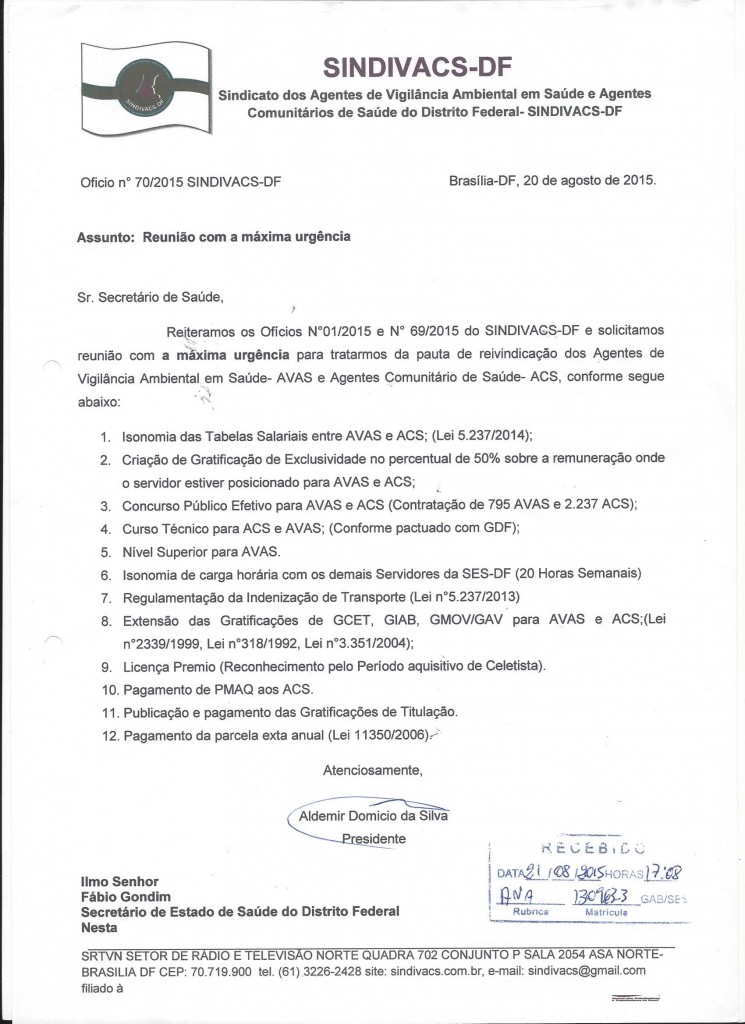 SINDIVACS-DF
SINDIVACS-DF
Sindicato dos Agentes de Vigilância Ambiental em Saúde e Agentes
Comunitários de Saúde do Distrito Federal- SINDIVACS-DF
Oficio n° 70/2015 SINDIVACS-DF
Brasília-DF, 20 de agosto de 2015.
Assunto: Reunião com a máxima urgência
Sr. Secretário de Saúde,
Reiteramos os Ofícios N°01/2015 e N° 69/2015 do SINDIVACS-DF e solicitamos
reunião com a máxima urgência para tratarmos da pauta de reivindicação dos Agentes de
Vigilância Ambiental em Saúde- AVAS e Agentes Comunitário de Saúde- ACS, conforme segue
abaixo:
1. Isonomia das Tabelas Salariais entre AVAS e ACS; (Lei 5.237/2014);
2. Criação de Gratificação de Exclusividade no percentual de 50% sobre a remuneração onde
o servidor estiver posicionado para AVAS e ACS;
3. Concurso Público Efetivo para AVAS e ACS (Contratação de 795 AVAS e 2.237 ACS);
4. Curso Técnico para ACS e AVAS; (Conforme pactuado com GDF);
5. Nível Superior para AVAS.
6. Isonomia de carga horária com os demais Servidores da SES-DF (20 Horas Semanais)
7. Regulamentação da Indenização de Transporte (Lei n°5.237/2013)
8. Extensão das Gratificações de GCET, GIAB, GMOV/GAV para AVAS e ACS;(Lei
n°2339/1999, Lei n°318/1992, Lei n°3.351/2004);
9. Licença Premio (Reconhecimento pelo Período aquisitivo de Celetista).
10. Pagamento de PMAQ aos ACS.
11. Publicação e pagamento das Gratificações de Titulação.
12. Pagamento da parcela exta anual (Lei 11350/2006).
Atenciosamente,
Aldemir Domicio da Silva
Presidente
RECEBIDO
DATA 21/08/2015 HORAS 17:08
ANA GAB/SES
Rubrica Matrícula
Ilmo Senhor
Fábio Gondim
Secretário de Estado de Saúde do Distrito Federal
Nesta
SRTVN SETOR DE RÁDIO E TELEVISÃO NORTE QUADRA 702 CONJUNTO P SALA 2054 ASA NORTE-
BRASILIA DF CEP: 70.719.900 tel. (61) 3226-2428 site: sindivacs.com.br, e-mail: sindivacs@gmail.com
filiado à